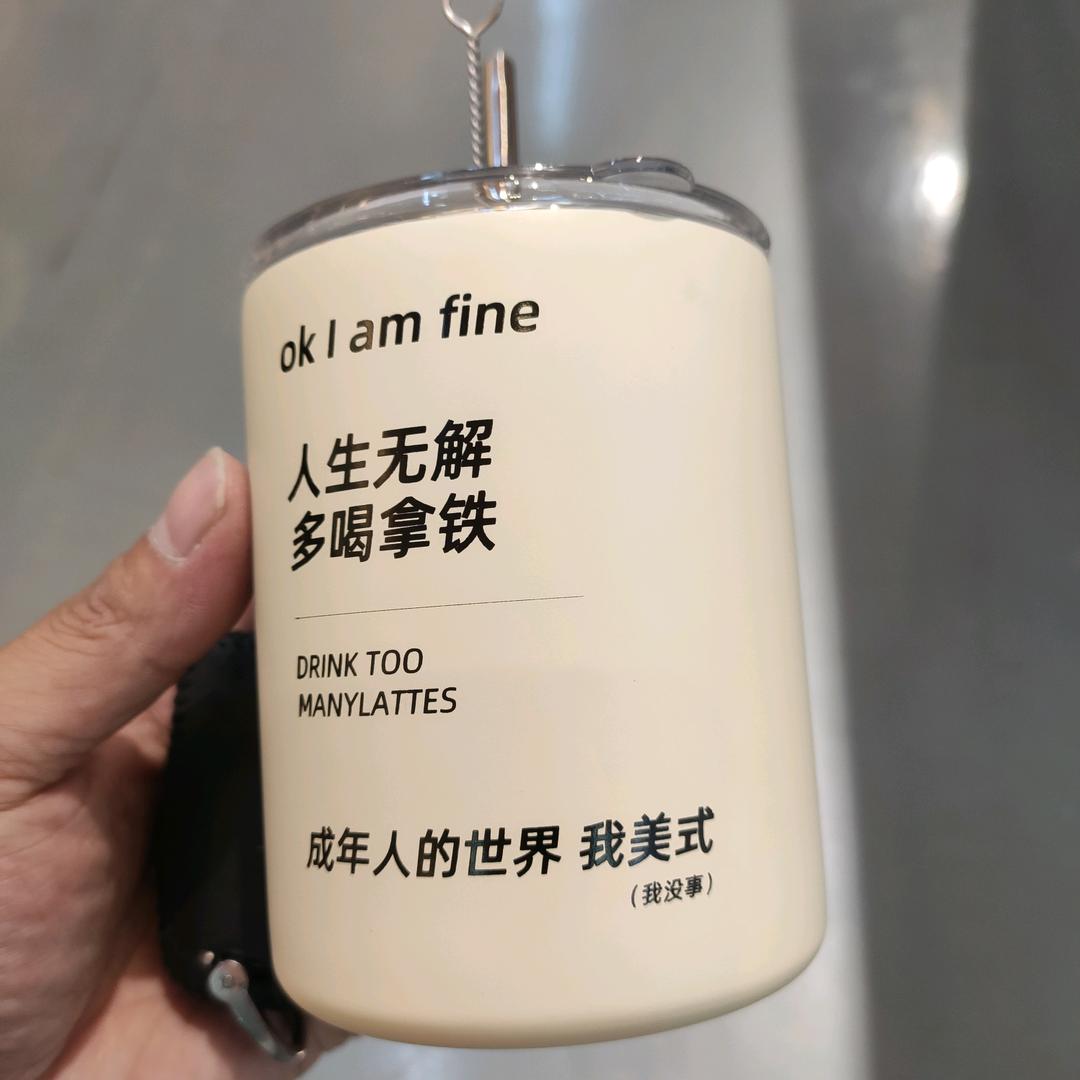 ok I am fine
人生无解
多喝拿铁
DRINK TOO
MANYLATTES
成年人的世界 我美式
(我没事)